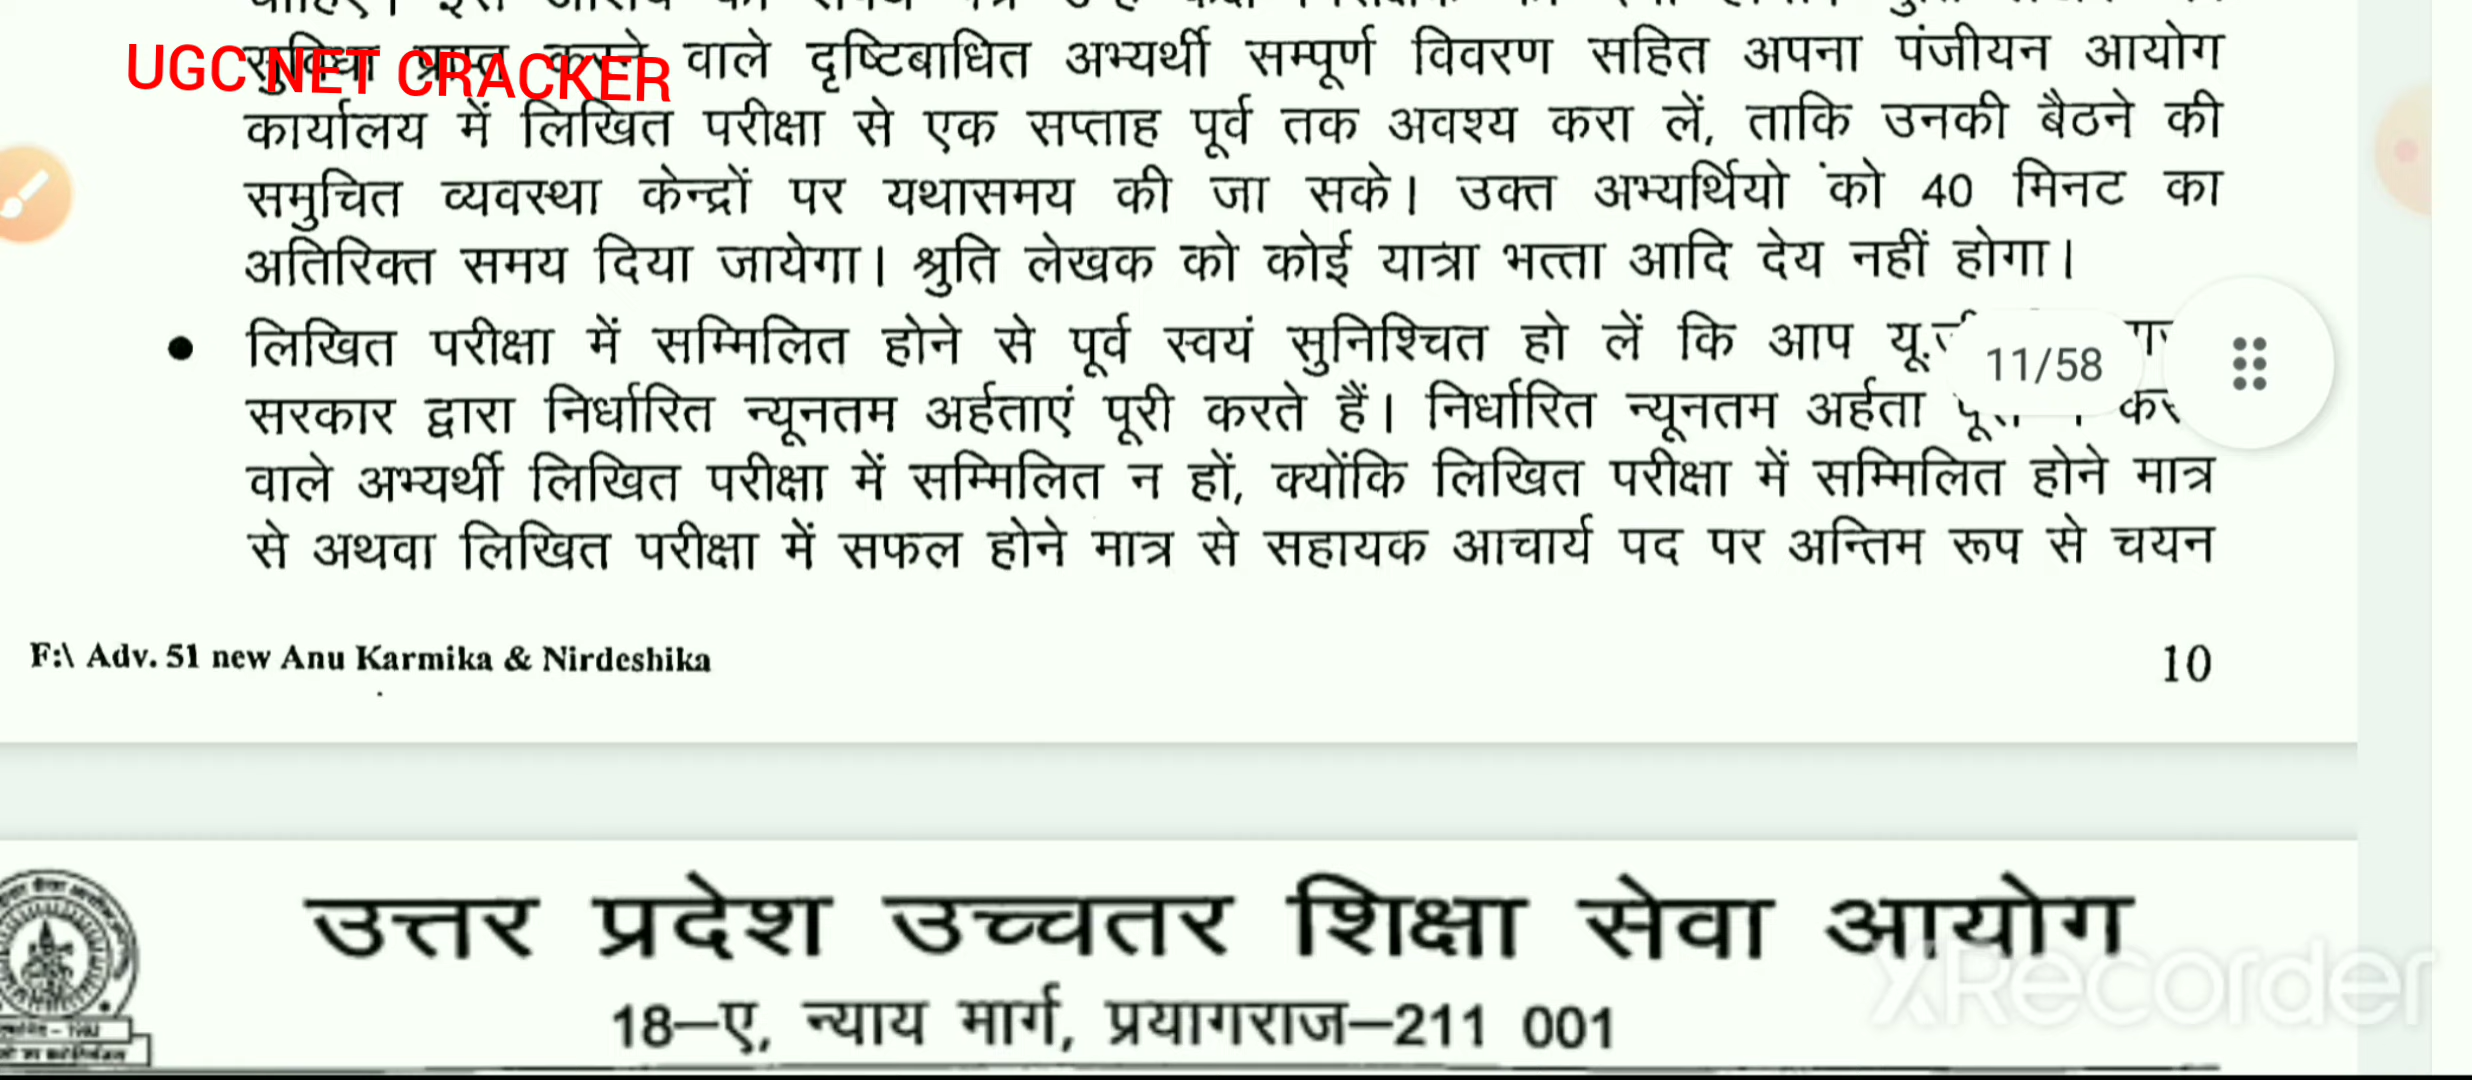 UGC NET CRACKER
सुविधा प्राप्त करने वाले दृष्टिबाधित अभ्यर्थी सम्पूर्ण विवरण सहित अपना पंजीयन आयोग
कार्यालय में लिखित परीक्षा से एक सप्ताह पूर्व तक अवश्य करा लें, ताकि उनकी बैठने की
समुचित व्यवस्था केन्द्रों पर यथासमय की जा सके। उक्त अभ्यर्थियो को 40 मिनट का
अतिरिक्त समय दिया जायेगा। श्रुति लेखक को कोई यात्रा भत्ता आदि देय नहीं होगा।
• लिखित परीक्षा में सम्मिलित होने से पूर्व स्वयं सुनिश्चित हो लें कि आप
11/58
सरकार द्वारा निर्धारित न्यूनतम अर्हताएं पूरी करते हैं। निर्धारित न्यूनतम अर्हता
वाले अभ्यर्थी लिखित परीक्षा में सम्मिलित न हों, क्योंकि लिखित परीक्षा में सम्मिलित होने मात्र
से अथवा लिखित परीक्षा में सफल होने मात्र से सहायक आचार्य पद पर अन्तिम रूप से चयन
F:\ Adv. 51 new Anu Karmika & Nirdeshika 10
उत्तर प्रदेश उच्चतर शिक्षा सेवा आयोग
18–ए, न्याय मार्ग, प्रयागराज–211 001
XRecorder